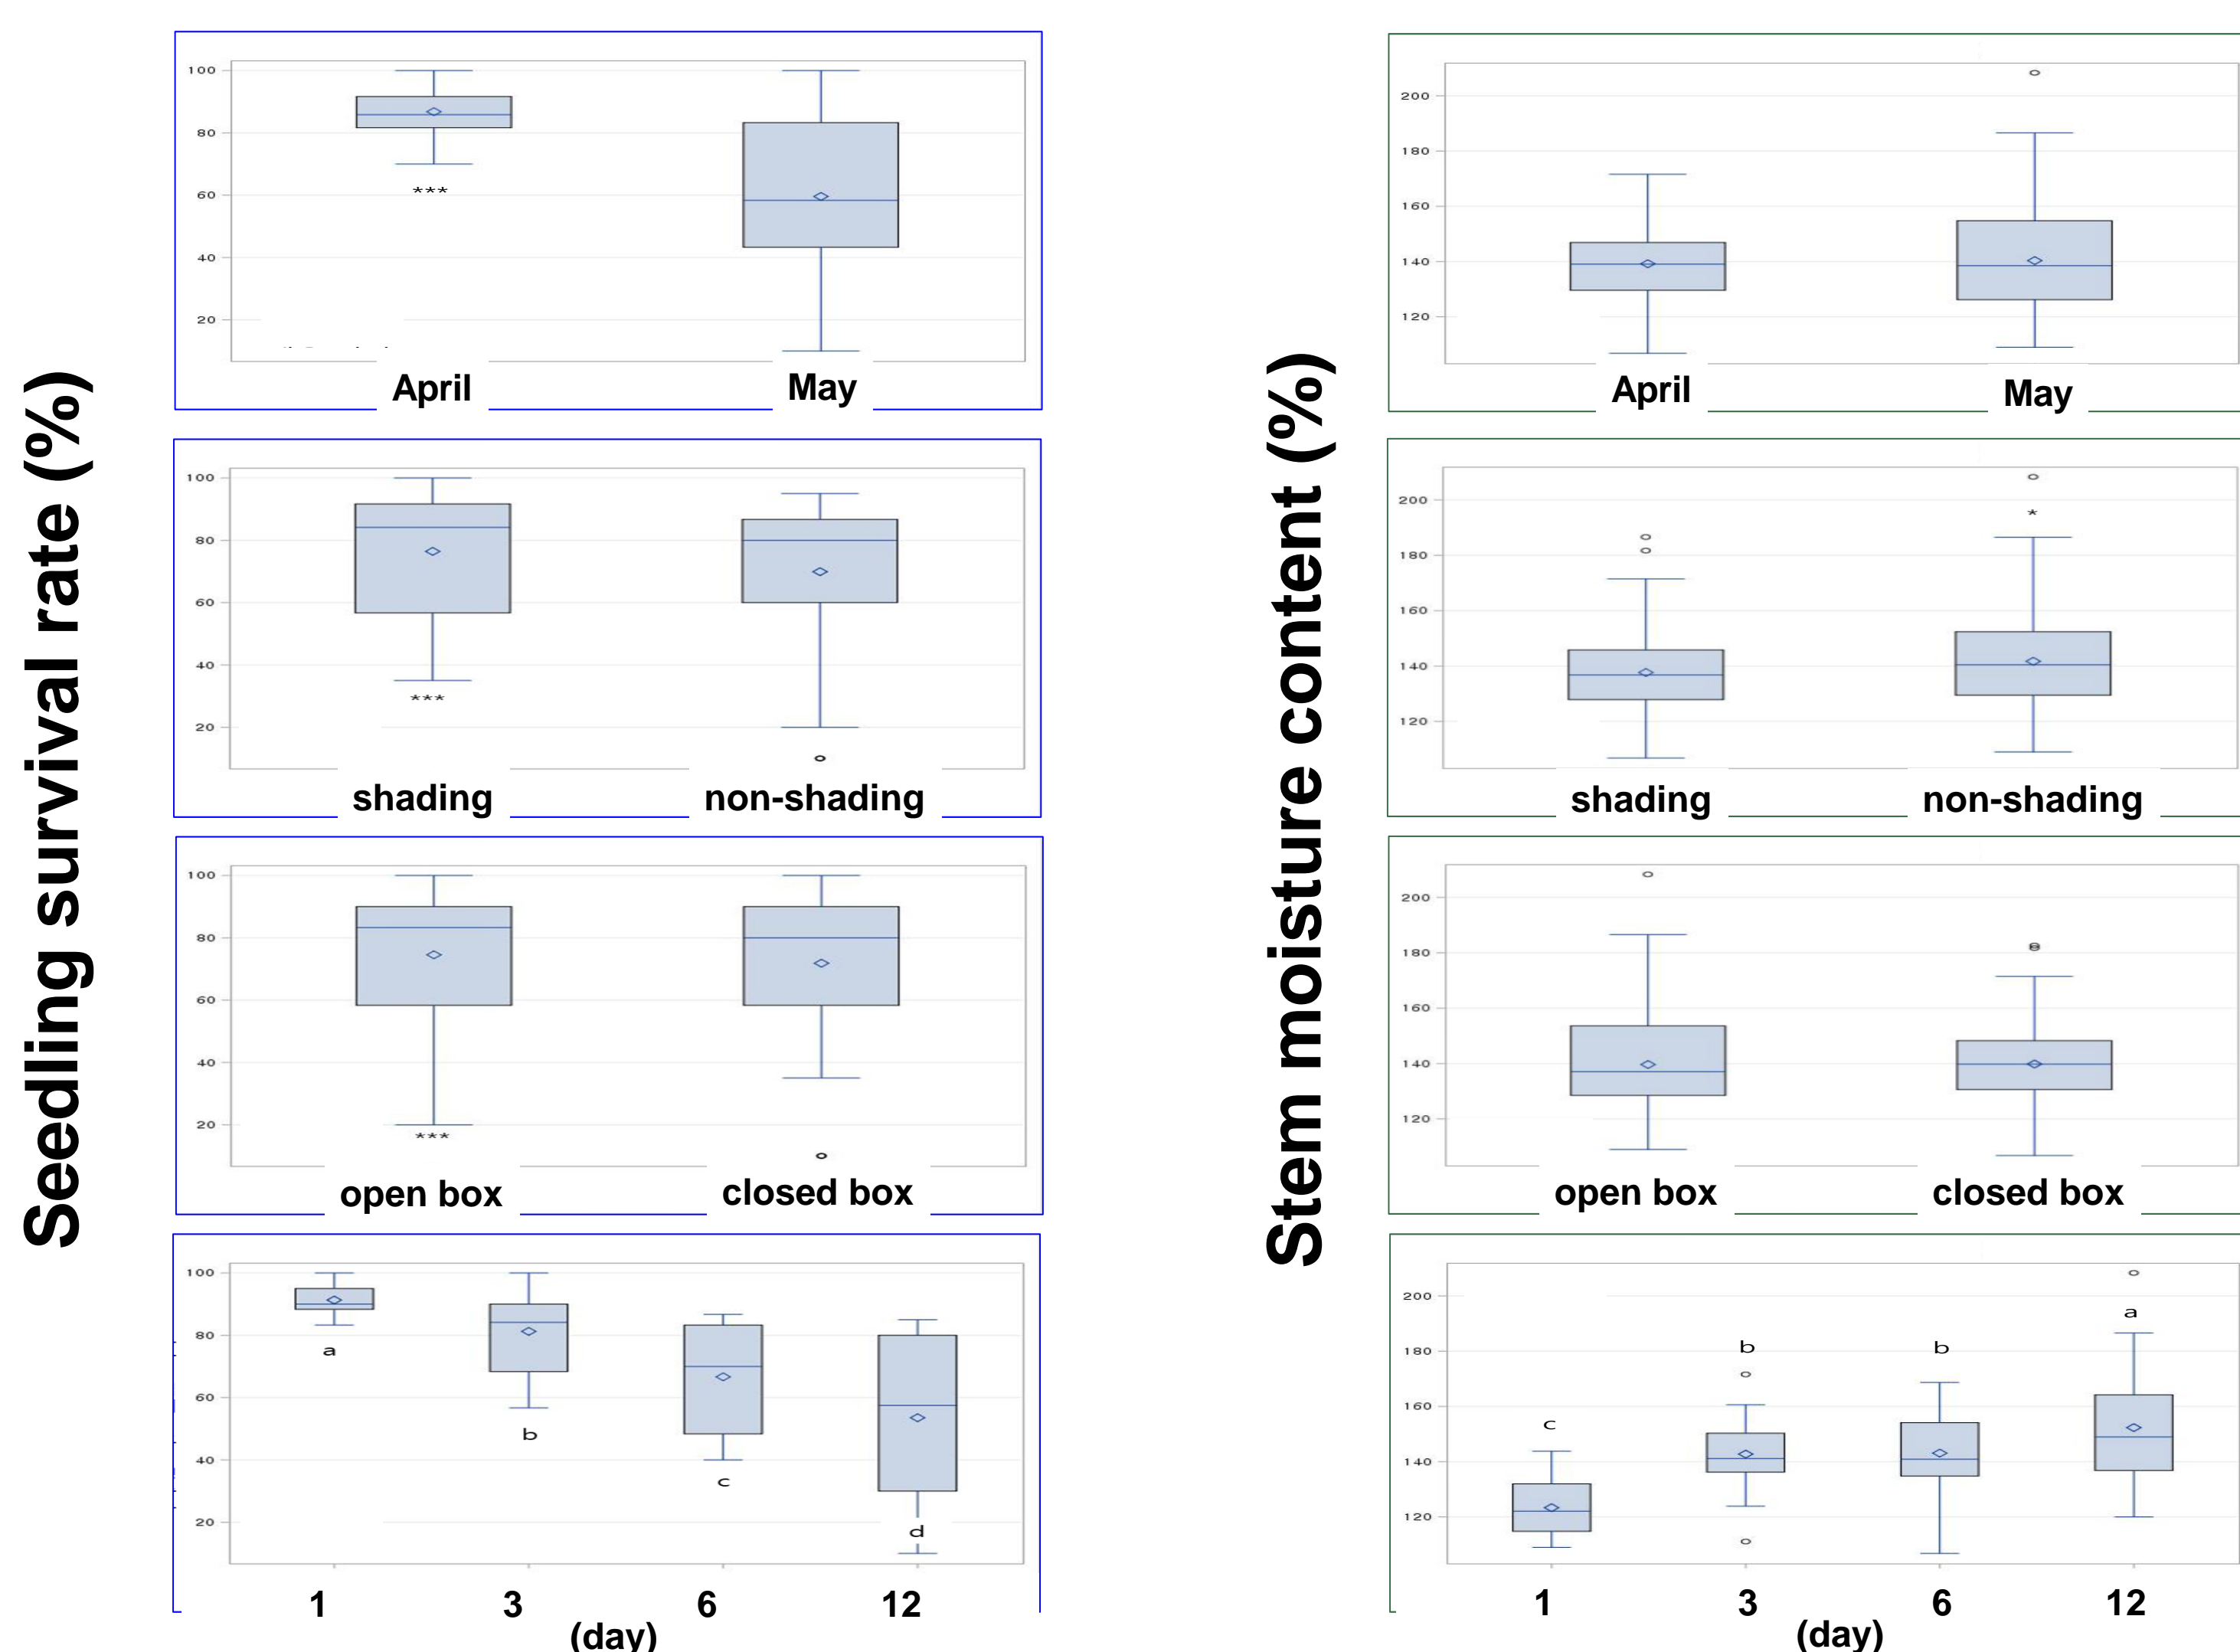 Seedling survival rate (%)
100
80
60
40
20
***
April
May
100
80
60
40
20
***
shading
non-shading
100
80
60
40
20
***
open box
closed box
100
80
60
40
20
a
b
c
d
1
3
6
12
(day)
Stem moisture content (%)
200
180
160
140
120
April
May
200
180
160
140
120
*
shading
non-shading
200
180
160
140
120
open box
closed box
200
180
160
140
120
c
b
b
a
1
3
6
12
(day)